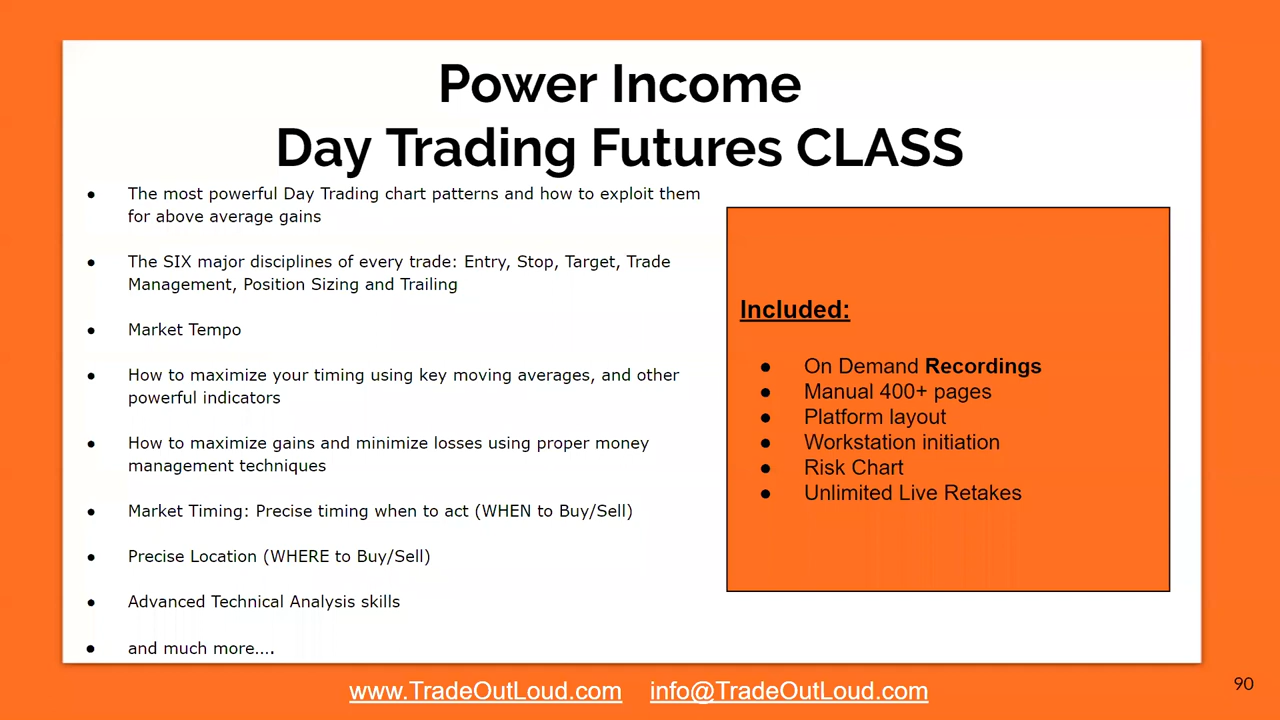 Power Income
Day Trading Futures CLASS
● The most powerful Day Trading chart patterns and how to exploit them
for above average gains
● The SIX major disciplines of every trade: Entry, Stop, Target, Trade
Management, Position Sizing and Trailing
● Market Tempo
● How to maximize your timing using key moving averages, and other
powerful indicators
● How to maximize gains and minimize losses using proper money
management techniques
● Market Timing: Precise timing when to act (WHEN to Buy/Sell)
● Precise Location (WHERE to Buy/Sell)
● Advanced Technical Analysis skills
● and much more....
Included:
● On Demand Recordings
● Manual 400+ pages
● Platform layout
● Workstation initiation
● Risk Chart
● Unlimited Live Retakes
www.TradeOutLoud.com info@TradeOutLoud.com
90